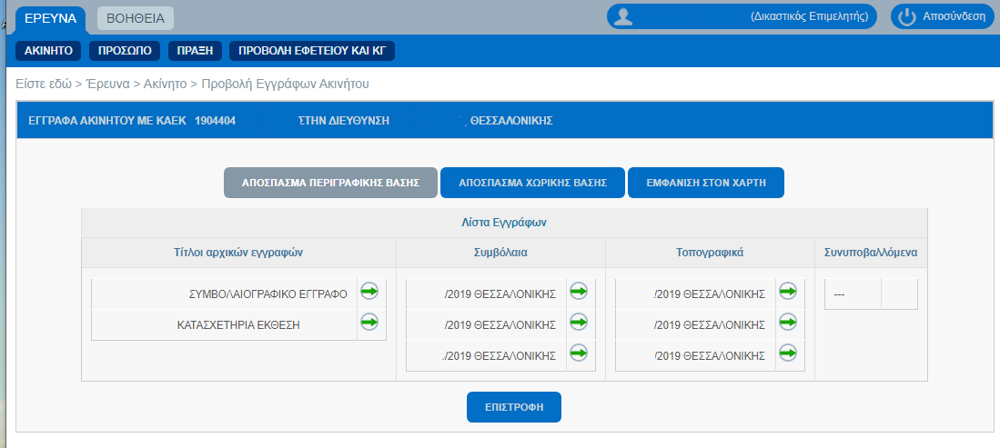 ΕΡΕΥΝΑ ΒΟΗΘΕΙΑ (Δικαστικός Επιμελητής) Αποσύνδεση
ΑΚΙΝΗΤΟ ΠΡΟΣΩΠΟ ΠΡΑΞΗ ΠΡΟΒΟΛΗ ΕΦΕΤΕΙΟΥ ΚΑΙ ΚΓ
Είστε εδώ > Έρευνα > Ακίνητο > Προβολή Εγγράφων Ακινήτου
ΕΓΓΡΑΦΑ ΑΚΙΝΗΤΟΥ ΜΕ ΚΑΕΚ 1904404 ΣΤΗΝ ΔΙΕΥΘΥΝΣΗ , ΘΕΣΣΑΛΟΝΙΚΗΣ
ΑΠΟΣΠΑΣΜΑ ΠΕΡΙΓΡΑΦΙΚΗΣ ΒΑΣΗΣ ΑΠΟΣΠΑΣΜΑ ΧΩΡΙΚΗΣ ΒΑΣΗΣ ΕΜΦΑΝΙΣΗ ΣΤΟΝ ΧΑΡΤΗ
Λίστα Εγγράφων
Τίτλοι αρχικών εγγραφών Συμβόλαια Τοπογραφικά Συνυποβαλλόμενα
ΣΥΜΒΟΛΑΙΟΓΡΑΦΙΚΟ ΕΓΓΡΑΦΟ /2019 ΘΕΣΣΑΛΟΝΙΚΗΣ /2019 ΘΕΣΣΑΛΟΝΙΚΗΣ ---
ΚΑΤΑΣΧΕΤΗΡΙΑ ΕΚΘΕΣΗ /2019 ΘΕΣΣΑΛΟΝΙΚΗΣ /2019 ΘΕΣΣΑΛΟΝΙΚΗΣ
/2019 ΘΕΣΣΑΛΟΝΙΚΗΣ /2019 ΘΕΣΣΑΛΟΝΙΚΗΣ
ΕΠΙΣΤΡΟΦΗ